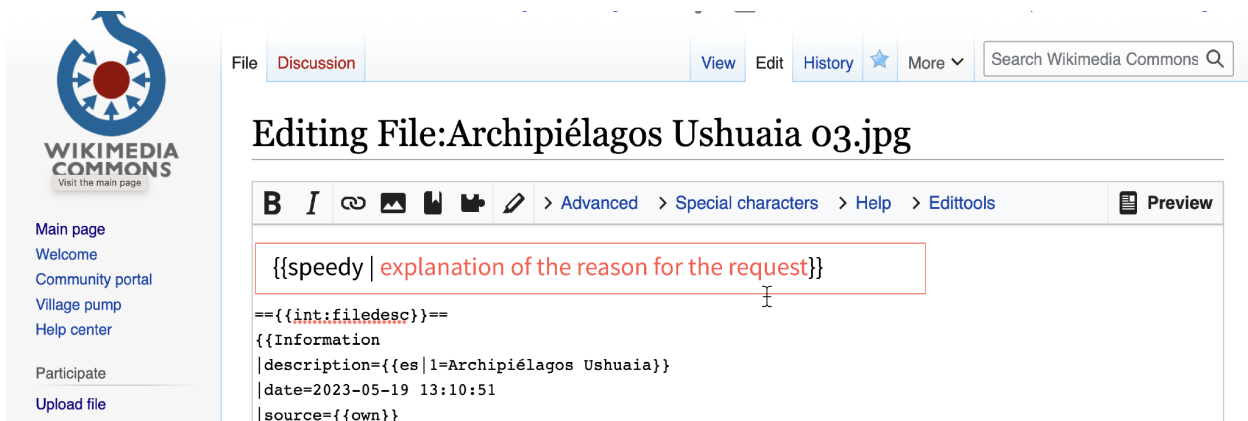 WIKIMEDIA
COMMONS
Visit the main page
Main page
Welcome
Community portal
Village pump
Help center
Participate
Upload file
File Discussion View Edit History More Search Wikimedia Commons
Editing File:Archipiélagos Ushuaia 03.jpg
B I Advanced Special characters Help Edittools Preview
{{speedy | explanation of the reason for the request}}
=={{int:filedesc}}==
{{Information
|description={{es|1=Archipiélagos Ushuaia}}
|date=2023-05-19 13:10:51
|source={{own}}